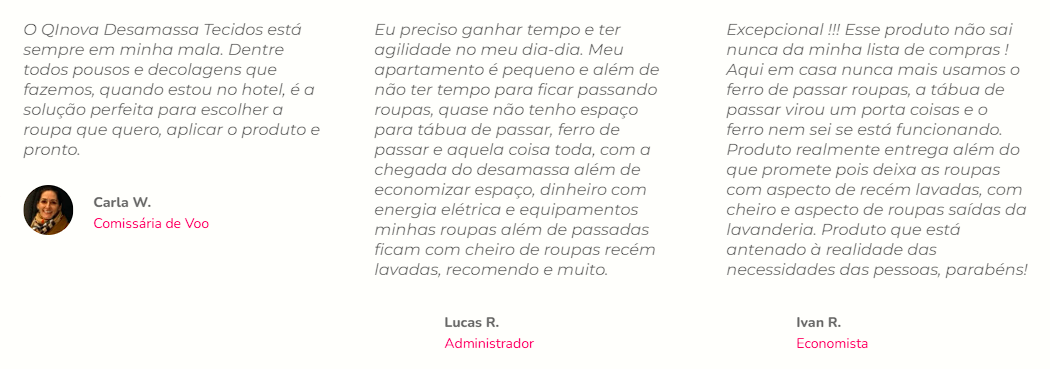 O QInova Desamassa Tecidos está
sempre em minha mala. Dentre
todos pousos e decolagens que
fazemos, quando estou no hotel, é a
solução perfeita para escolher a
roupa que quero, aplicar o produto e
pronto.
Carla W.
Comissária de Voo
Eu preciso ganhar tempo e ter
agilidade no meu dia-dia. Meu
apartamento é pequeno e além de
não ter tempo para ficar passando
roupas, quase não tenho espaço
para tábua de passar, ferro de
passar e aquela coisa toda, com a
chegada do desamassa além de
economizar espaço, dinheiro com
energia elétrica e equipamentos
minhas roupas além de passadas
ficam com cheiro de roupas recém
lavadas, recomendo e muito.
Lucas R.
Administrador
Excepcional !!! Esse produto não sai
nunca da minha lista de compras !
Aqui em casa nunca mais usamos o
ferro de passar roupas, a tábua de
passar virou um porta coisas e o
ferro nem sei se está funcionando.
Produto realmente entrega além do
que promete pois deixa as roupas
com aspecto de recém lavadas, com
cheiro e aspecto de roupas saídas da
lavanderia. Produto que está
antenado à realidade das
necessidades das pessoas, parabéns!
Ivan R.
Economista